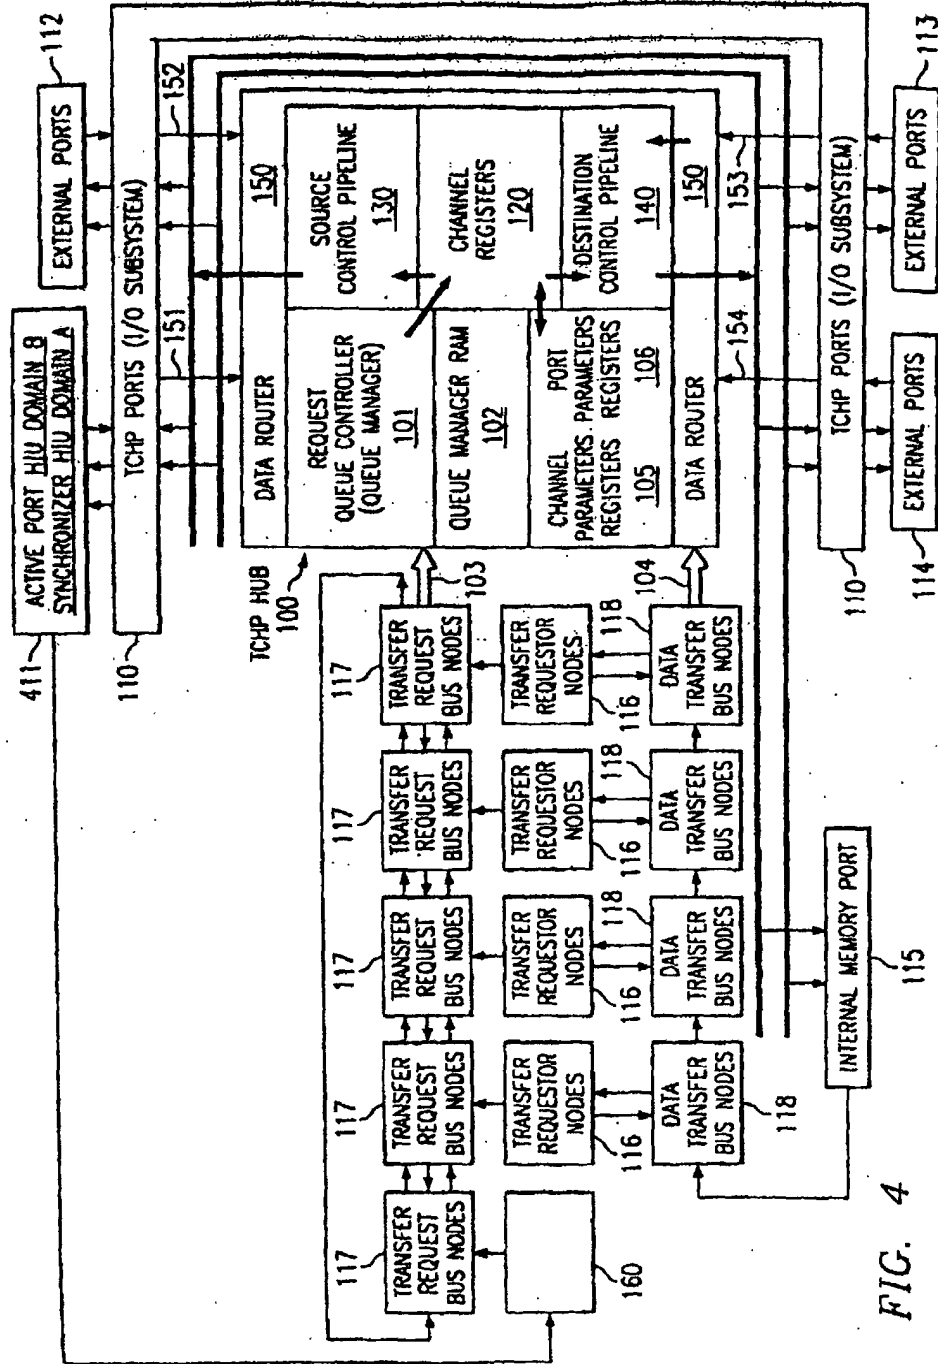 411
ACTIVE PORT HIU DOMAIN B
SYNCHRONIZER HIU DOMAIN A
EXTERNAL PORTS
112
110
TCHP PORTS (I/O SUBSYSTEM)
151
152
TCHP HUB
100
DATA ROUTER
150
REQUEST
QUEUE CONTROLLER
(QUEUE MANAGER)
101
SOURCE
CONTROL PIPELINE
130
QUEUE MANAGER RAM
102
CHANNEL
REGISTERS
120
CHANNEL
PARAMETERS
REGISTERS
105
PORT
PARAMETERS
REGISTERS
106
DESTINATION
CONTROL PIPELINE
140
DATA ROUTER
150
103
104
117
TRANSFER
REQUEST
BUS NODES
117
TRANSFER
REQUEST
BUS NODES
117
TRANSFER
REQUEST
BUS NODES
117
TRANSFER
REQUEST
BUS NODES
117
TRANSFER
REQUEST
BUS NODES
160
TRANSFER
REQUESTOR
NODES
116
TRANSFER
REQUESTOR
NODES
116
TRANSFER
REQUESTOR
NODES
116
TRANSFER
REQUESTOR
NODES
116
DATA
TRANSFER
BUS NODES
118
DATA
TRANSFER
BUS NODES
118
DATA
TRANSFER
BUS NODES
118
DATA
TRANSFER
BUS NODES
118
154
153
INTERNAL MEMORY PORT
115
110
TCHP PORTS (I/O SUBSYSTEM)
114
EXTERNAL PORTS
EXTERNAL PORTS
113
FIG. 4